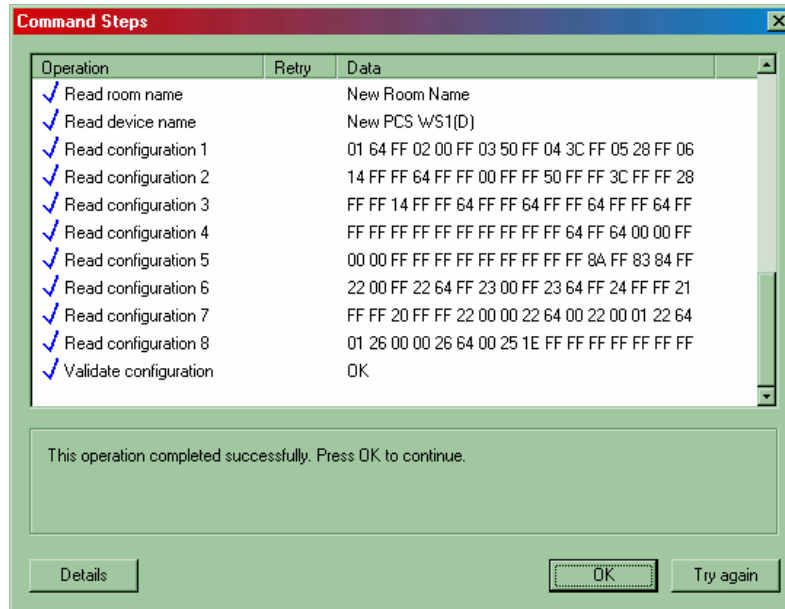 Command Steps
Operation Retry Data
Read room name New Room Name
Read device name New PCS WS1(D)
Read configuration 1 01 64 FF 02 00 FF 03 50 FF 04 3C FF 05 28 FF 06
Read configuration 2 14 FF FF 64 FF FF 00 FF FF 50 FF FF 3C FF FF 28
Read configuration 3 FF FF 14 FF FF 64 FF FF 64 FF FF 64 FF FF 64 FF
Read configuration 4 FF FF FF FF FF FF FF FF FF FF 64 FF 64 00 00 FF
Read configuration 5 00 00 FF FF FF FF FF FF FF FF FF 8A FF 83 84 FF
Read configuration 6 22 00 FF 22 64 FF 23 00 FF 23 64 FF 24 FF FF 21
Read configuration 7 FF FF 20 FF FF 22 00 00 22 64 00 22 00 01 22 64
Read configuration 8 01 26 00 00 26 64 00 25 1E FF FF FF FF FF FF FF
Validate configuration OK
This operation completed successfully. Press OK to continue.
Details OK Try again